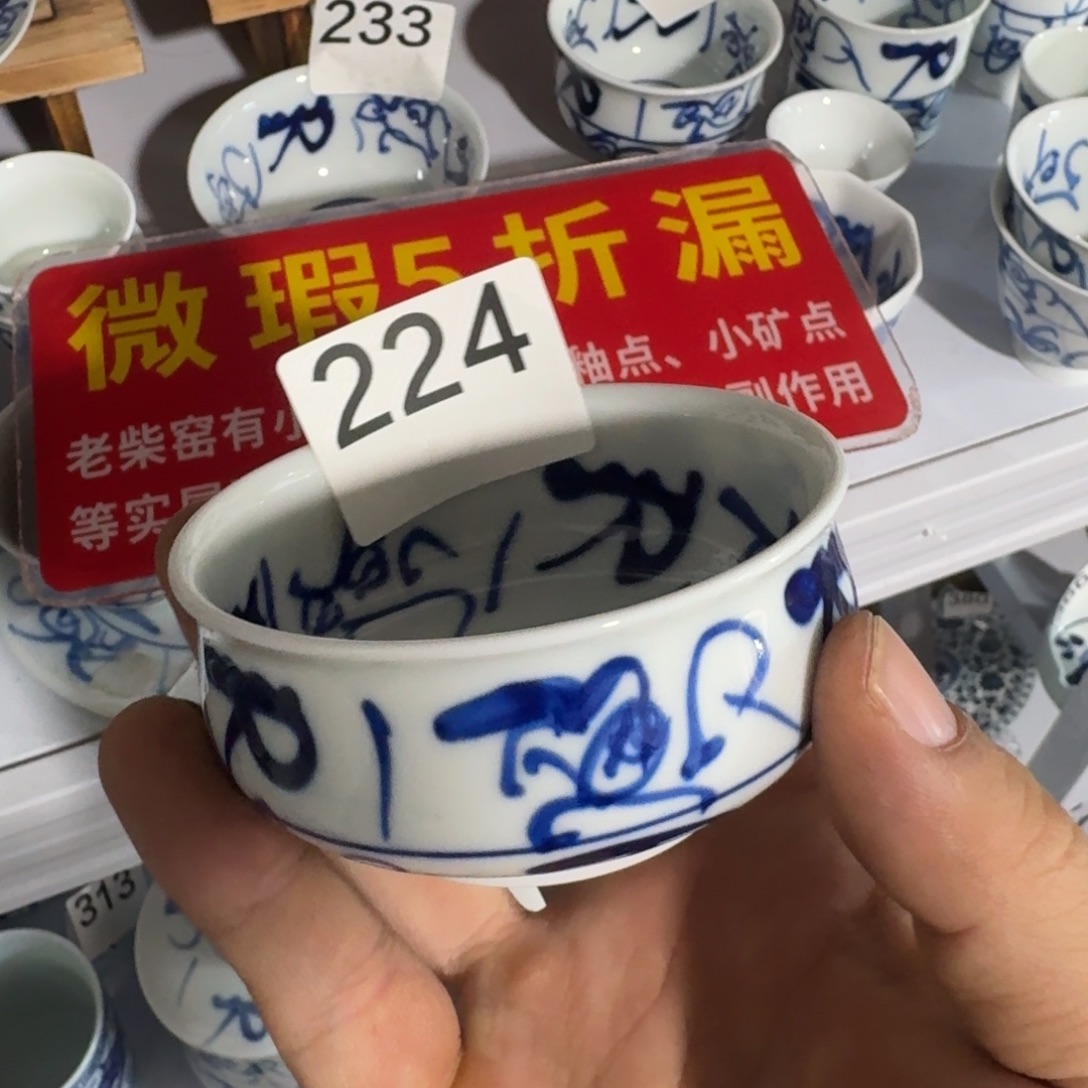 233
微瑕5折漏
224
釉点、小矿点
老柴窑有小
副作用
等实
313